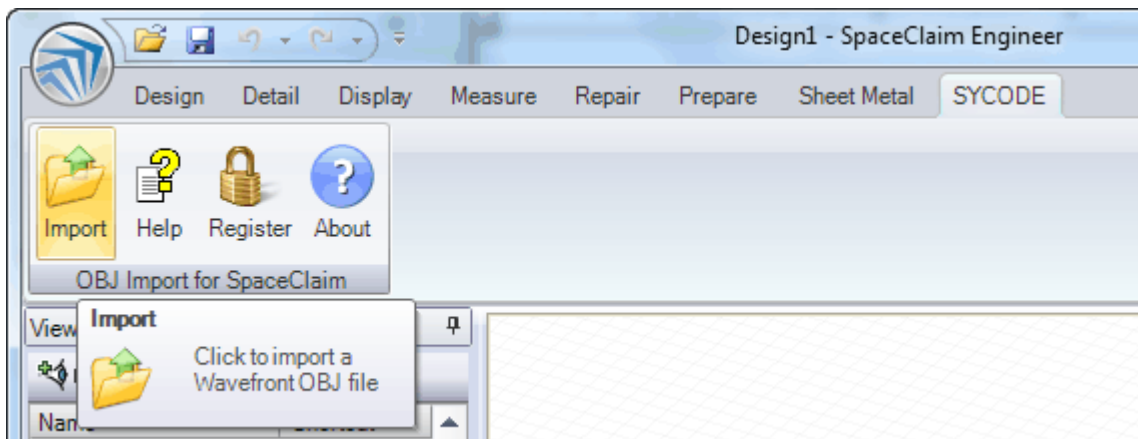 Design1 - SpaceClaim Engineer
Design Detail Display Measure Repair Prepare Sheet Metal SYCODE
Import Help Register About
OBJ Import for SpaceClaim
View
Import
Click to import a
Wavefront OBJ file